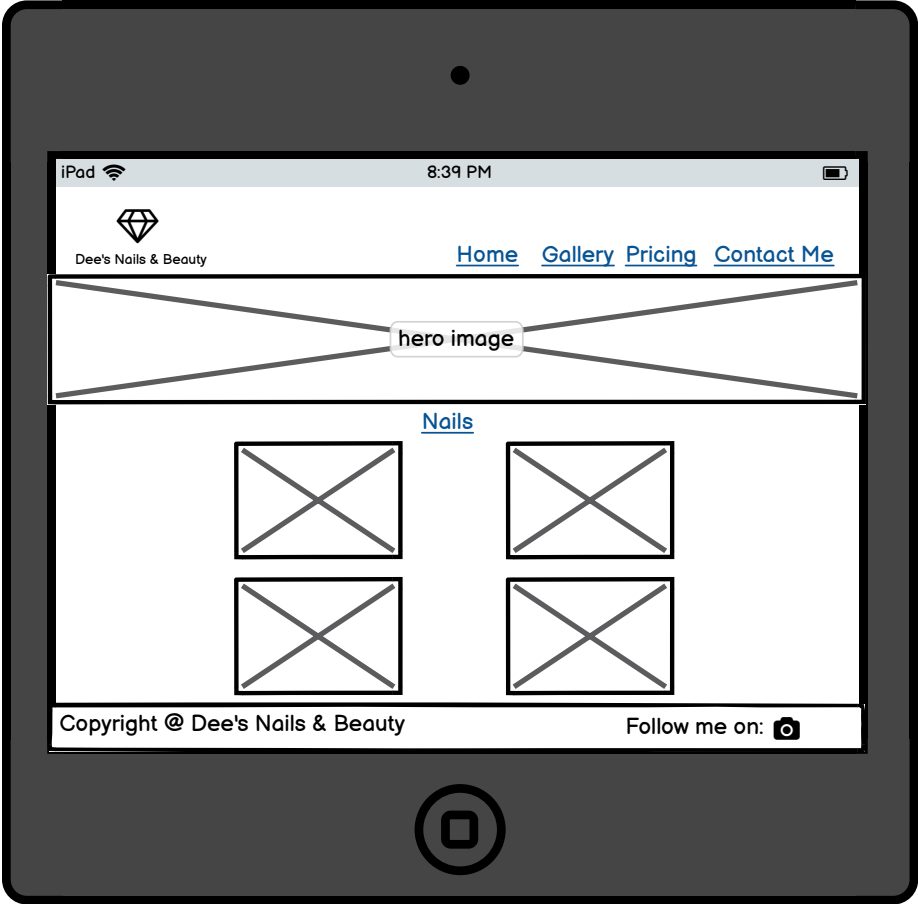 iPad 8:39 PM
Dee's Nails & Beauty
Home Gallery Pricing Contact Me
hero image
Nails
Copyright @ Dee's Nails & Beauty Follow me on: